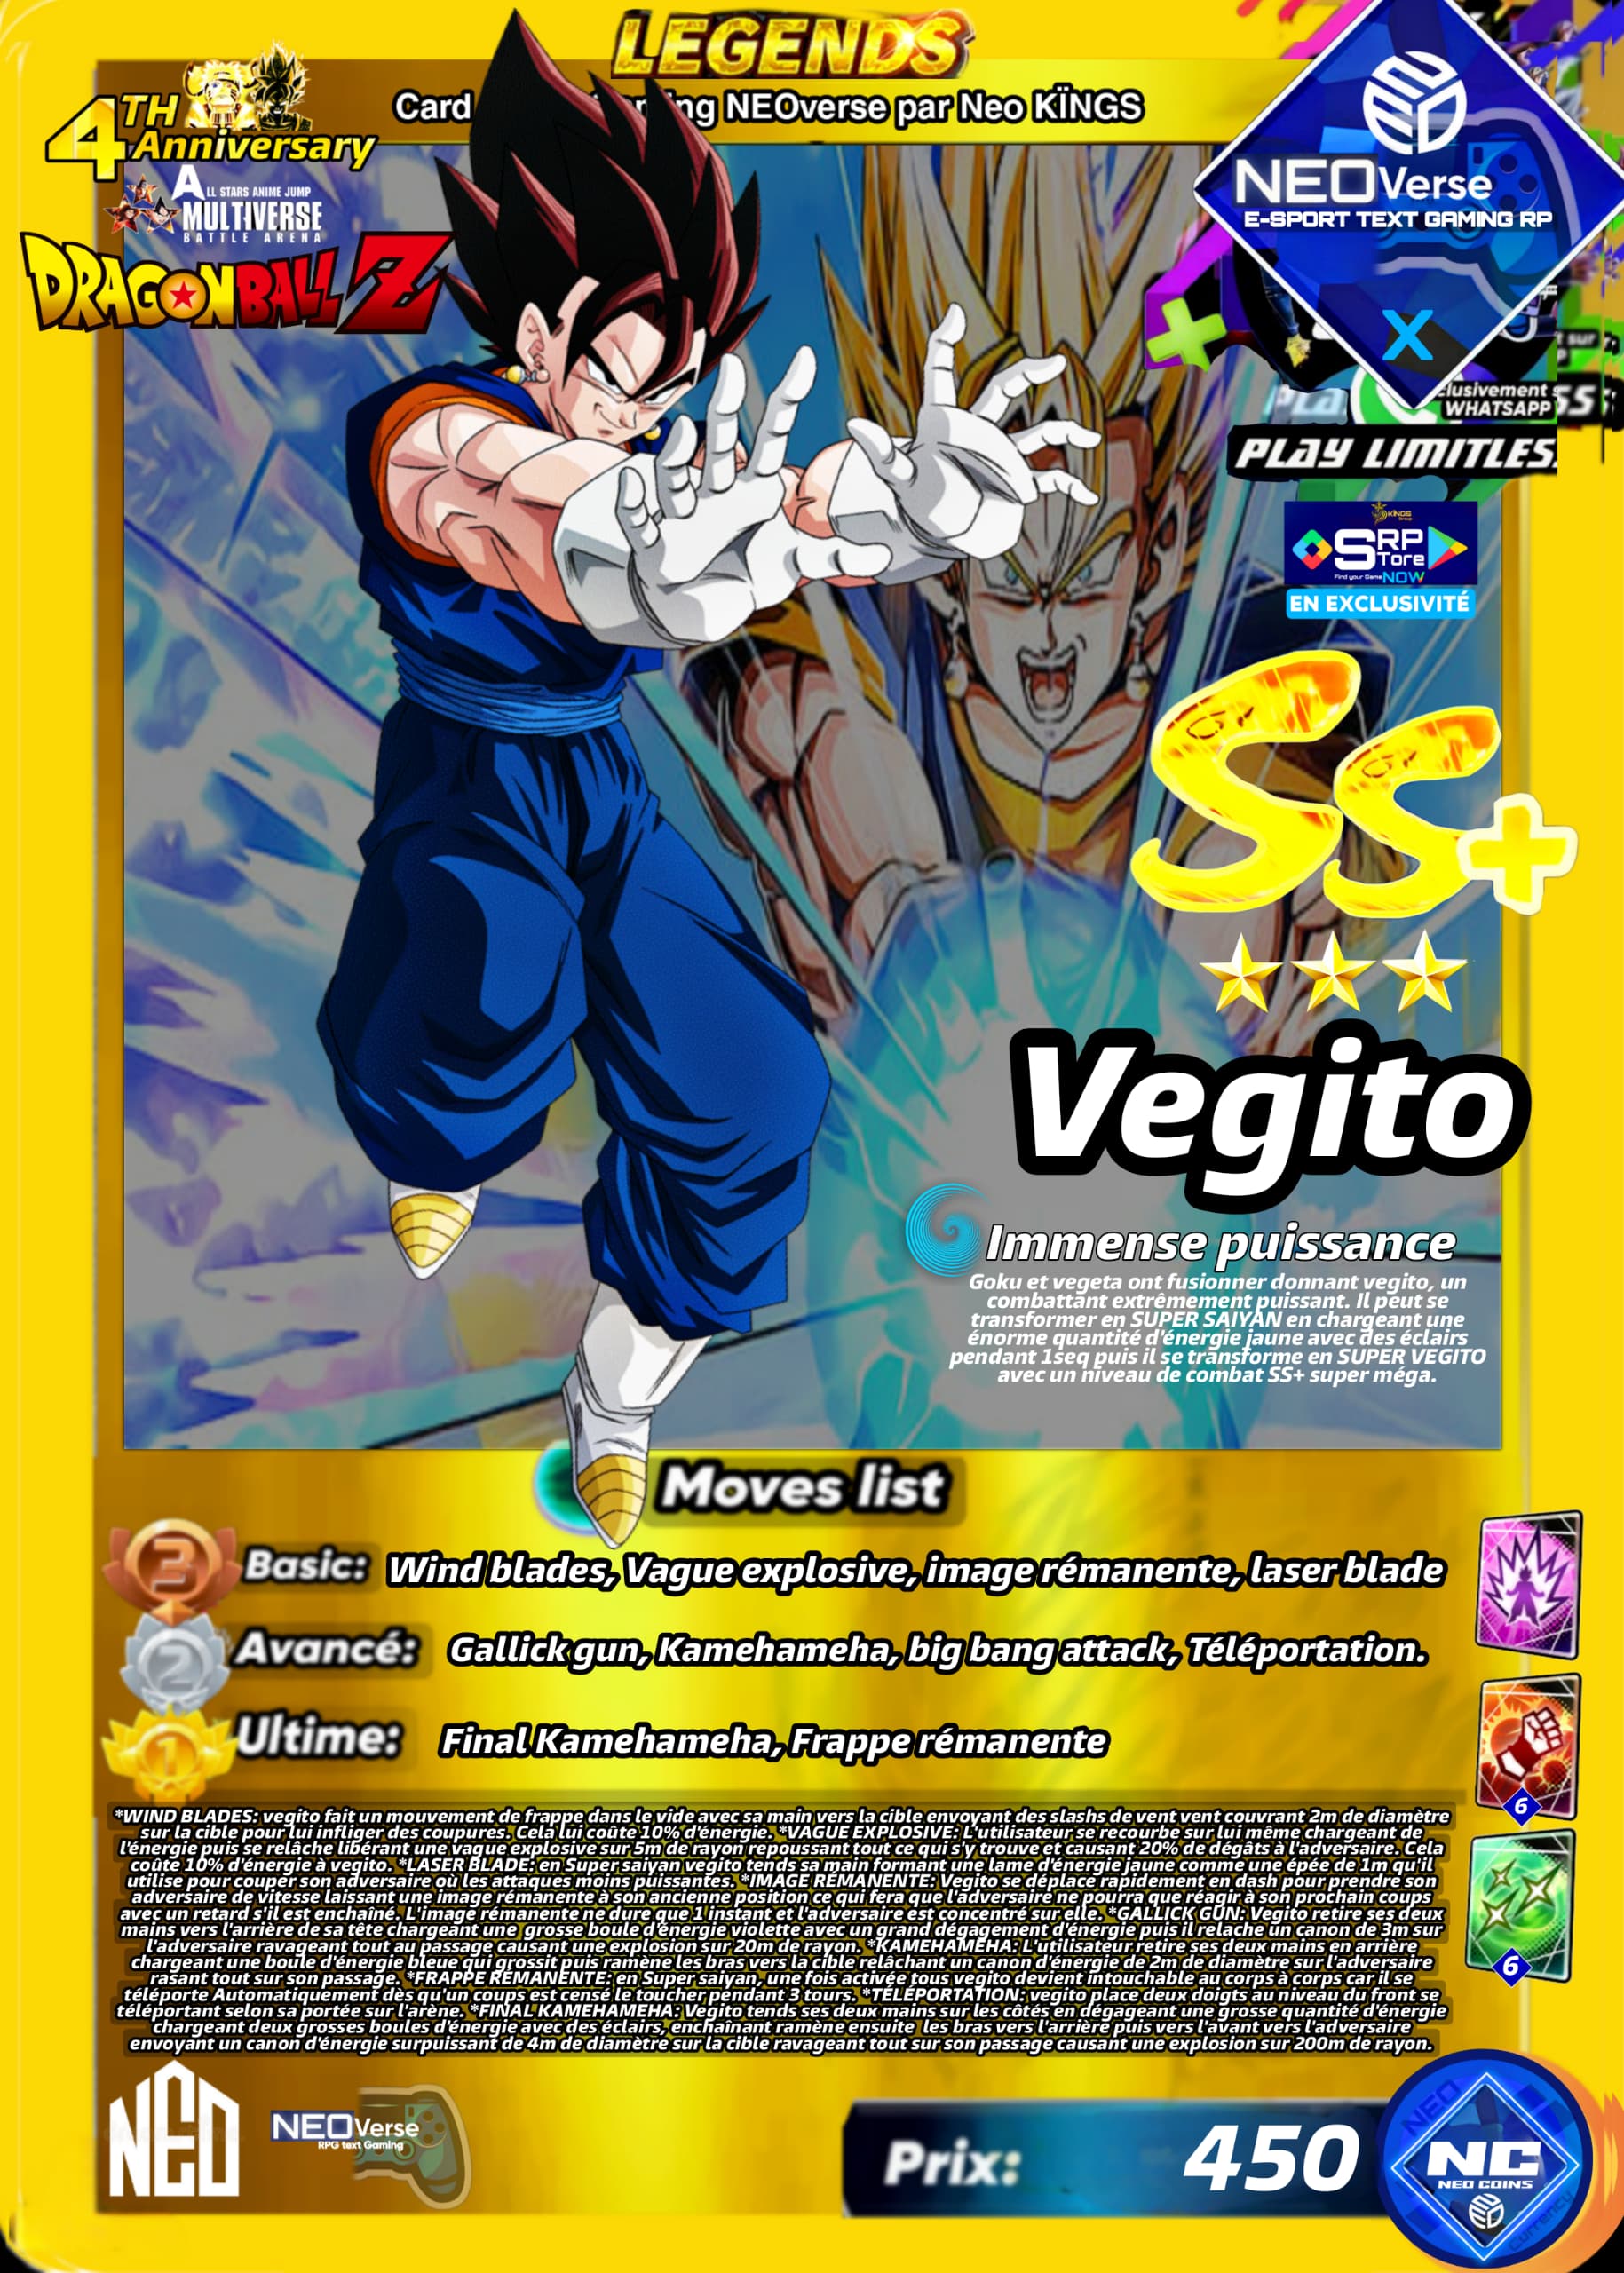 LEGENDS
4TH
Anniversary
Card
ng NEOverse par Neo KÏNGS
ALL STARS ANIME JUMP
MULTIVERSE
BATTLE ARENA
DRAGONBALL Z
NEOVerse
E-SPORT TEXT GAMING RP
X
clusivement
WHATSAPP
PLAY LIMITLES
KINGS
SRP
Tore
Find your Game NOW
EN EXCLUSIVITÉ
SS+
Vegito
Immense puissance
Goku et vegeta ont fusionner donnant vegito, un
combattant extrêmement puissant. Il peut se
transformer en SUPER SAIYAN en chargeant une
énorme quantité d'énergie jaune avec des éclairs
pendant 1seq puis il se transforme en SUPER VEGITO
avec un niveau de combat SS+ super méga.
Moves list
3 Basic: Wind blades, Vague explosive, image rémanente, laser blade
2 Avancé: Gallick gun, Kamehameha, big bang attack, Téléportation.
1 Ultime: Final Kamehameha, Frappe rémanente
6
6
*WIND BLADES: vegito fait un mouvement de frappe dans le vide avec sa main vers la cible envoyant des slashs de vent vent couvrant 2m de diamètre
sur la cible pour lui infliger des coupures. Cela lui coûte 10% d'énergie. *VAGUE EXPLOSIVE: L'utilisateur se recourbe sur lui même chargeant de
l'énergie puis se relâche libérant une vague explosive sur 5m de rayon repoussant tout ce qui s'y trouve et causant 20% de dégâts à l'adversaire. Cela
coûte 10% d'énergie à vegito. *LASER BLADE: en Super saiyan vegito tends sa main formant une lame d'énergie jaune comme une épée de 1m qu'il
utilise pour couper son adversaire où les attaques moins puissantes. *IMAGE RÉMANENTE: Vegito se déplace rapidement en dash pour prendre son
adversaire de vitesse laissant une image rémanente à son ancienne position ce qui fera que l'adversaire ne pourra que réagir à son prochain coups
avec un retard s'il est enchaîné. L'image rémanente ne dure que 1 instant et l'adversaire est concentré sur elle. *GALLICK GUN: Vegito retire ses deux
mains vers l'arrière de sa tête chargeant une grosse boule d'énergie violette avec un grand dégagement d'énergie puis il relache un canon de 3m sur
l'adversaire ravageant tout au passage causant une explosion sur 20m de rayon. *KAMEHAMEHA: L'utilisateur retire ses deux mains en arrière
chargeant une boule d'énergie bleue qui grossit puis ramène les bras vers la cible relâchant un canon d'énergie de 2m de diamètre sur l'adversaire
rasant tout sur son passage. *FRAPPE REMANENTE: en Super saiyan, une fois activée tous vegito devient intouchable au corps à corps car il se
téléporte Automatiquement dès qu'un coups est censé le toucher pendant 3 tours. *TÉLÉPORTATION: vegito place deux doigts au niveau du front se
téléportant selon sa portée sur l'arène. *FINAL KAMEHAMEHA: Vegito tends ses deux mains sur les côtés en dégageant une grosse quantité d'énergie
chargeant deux grosses boules d'énergie avec des éclairs, enchaînant ramène ensuite les bras vers l'arrière puis vers l'avant vers l'adversaire
envoyant un canon d'énergie surpuissant de 4m de diamètre sur la cible ravageant tout sur son passage causant une explosion sur 200m de rayon.
NEO
NEOVerse
RPG text Gaming
Prix: 450
NC
NEO COINS